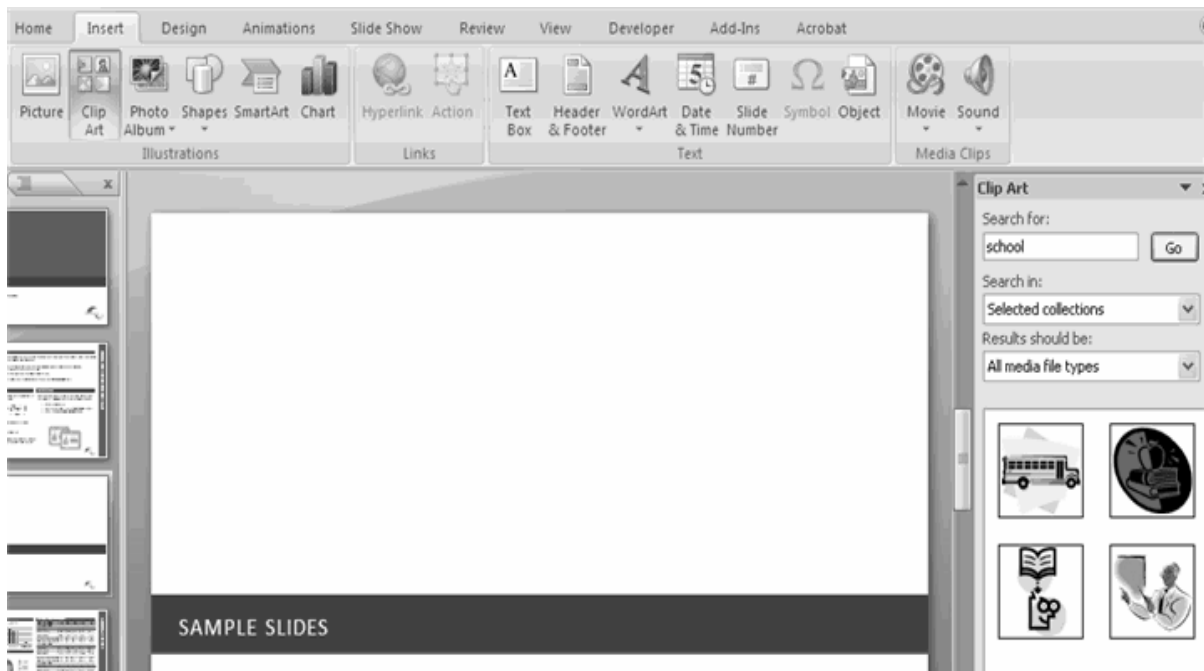 Home Insert Design Animations Slide Show Review View Developer Add-Ins Acrobat
Picture Clip Art Photo Album Shapes SmartArt Chart Hyperlink Action Text Box Header & Footer WordArt Date & Time Slide Number Symbol Object Movie Sound
Illustrations Links Text Media Clips
Clip Art
Search for:
school Go
Search in:
Selected collections
Results should be:
All media file types
SAMPLE SLIDES